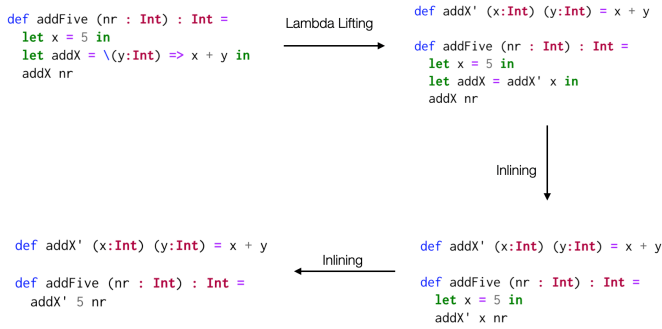 def addFive (nr : Int) : Int =
let x = 5 in
let addX = \(y:Int) => x + y in
addX nr
Lambda Lifting
def addX' (x:Int) (y:Int) = x + y
def addFive (nr : Int) : Int =
let x = 5 in
let addX = addX' x in
addX nr
Inlining
def addX' (x:Int) (y:Int) = x + y
def addFive (nr : Int) : Int =
let x = 5 in
addX' x nr
Inlining
def addX' (x:Int) (y:Int) = x + y
def addFive (nr : Int) : Int =
addX' 5 nr